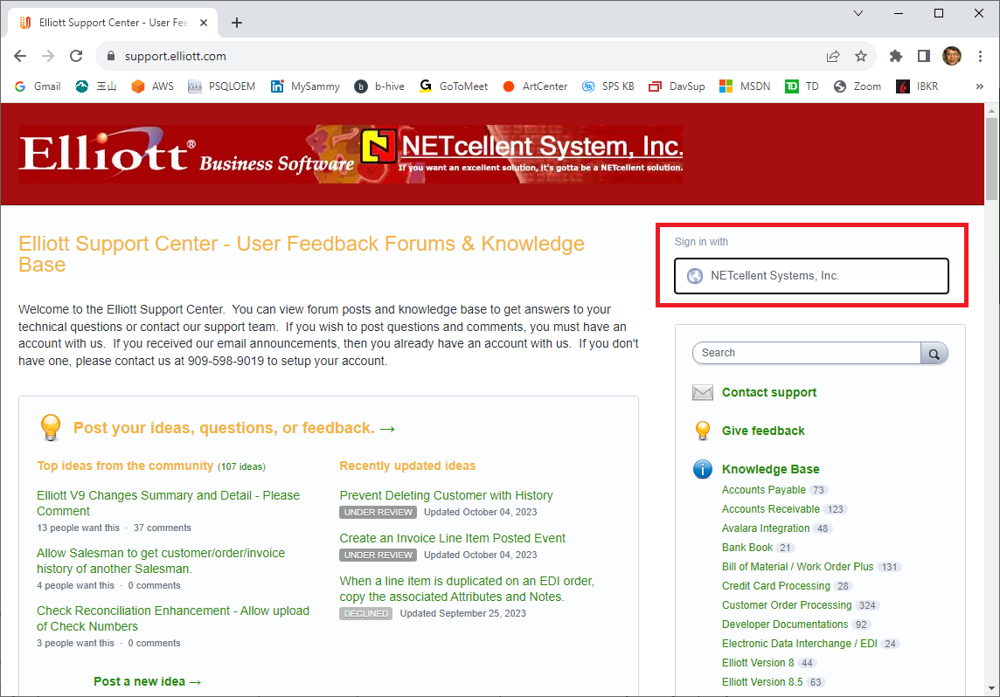 Elliott Support Center - User Fee
support.elliott.com
Gmail
玉山
AWS
PSQLOEM
MySammy
b-hive
GoToMeet
ArtCenter
SPS KB
DavSup
MSDN
TD
Zoom
IBKR
»
Elliott® Business Software
NETcellent System, Inc.
If you want an excellent solution, it's gotta be a NETcellent solution.
Elliott Support Center - User Feedback Forums & Knowledge
Base
Welcome to the Elliott Support Center.  You can view forum posts and knowledge base to get answers to your
technical questions or contact our support team.  If you wish to post questions and comments, you must have an
account with us.  If you received our email announcements, then you already have an account with us.  If you don't
have one, please contact us at 909-598-9019 to setup your account.
Post your ideas, questions, or feedback. →
Top ideas from the community (107 ideas)
Elliott V9 Changes Summary and Detail - Please
Comment
13 people want this · 37 comments
Allow Salesman to get customer/order/invoice
history of another Salesman.
4 people want this · 0 comments
Check Reconciliation Enhancement - Allow upload
of Check Numbers
3 people want this · 0 comments
Post a new idea →
Recently updated ideas
Prevent Deleting Customer with History
UNDER REVIEW Updated October 04, 2023
Create an Invoice Line Item Posted Event
UNDER REVIEW Updated October 04, 2023
When a line item is duplicated on an EDI order,
copy the associated Attributes and Notes.
DECLINED Updated September 25, 2023
Sign in with
NETcellent Systems, Inc.
Search
Contact support
Give feedback
Knowledge Base
Accounts Payable 73
Accounts Receivable 123
Avalara Integration 48
Bank Book 21
Bill of Material / Work Order Plus 131
Credit Card Processing 28
Customer Order Processing 324
Developer Documentations 92
Electronic Data Interchange / EDI 24
Elliott Version 8 44
Elliott Version 8.5 63